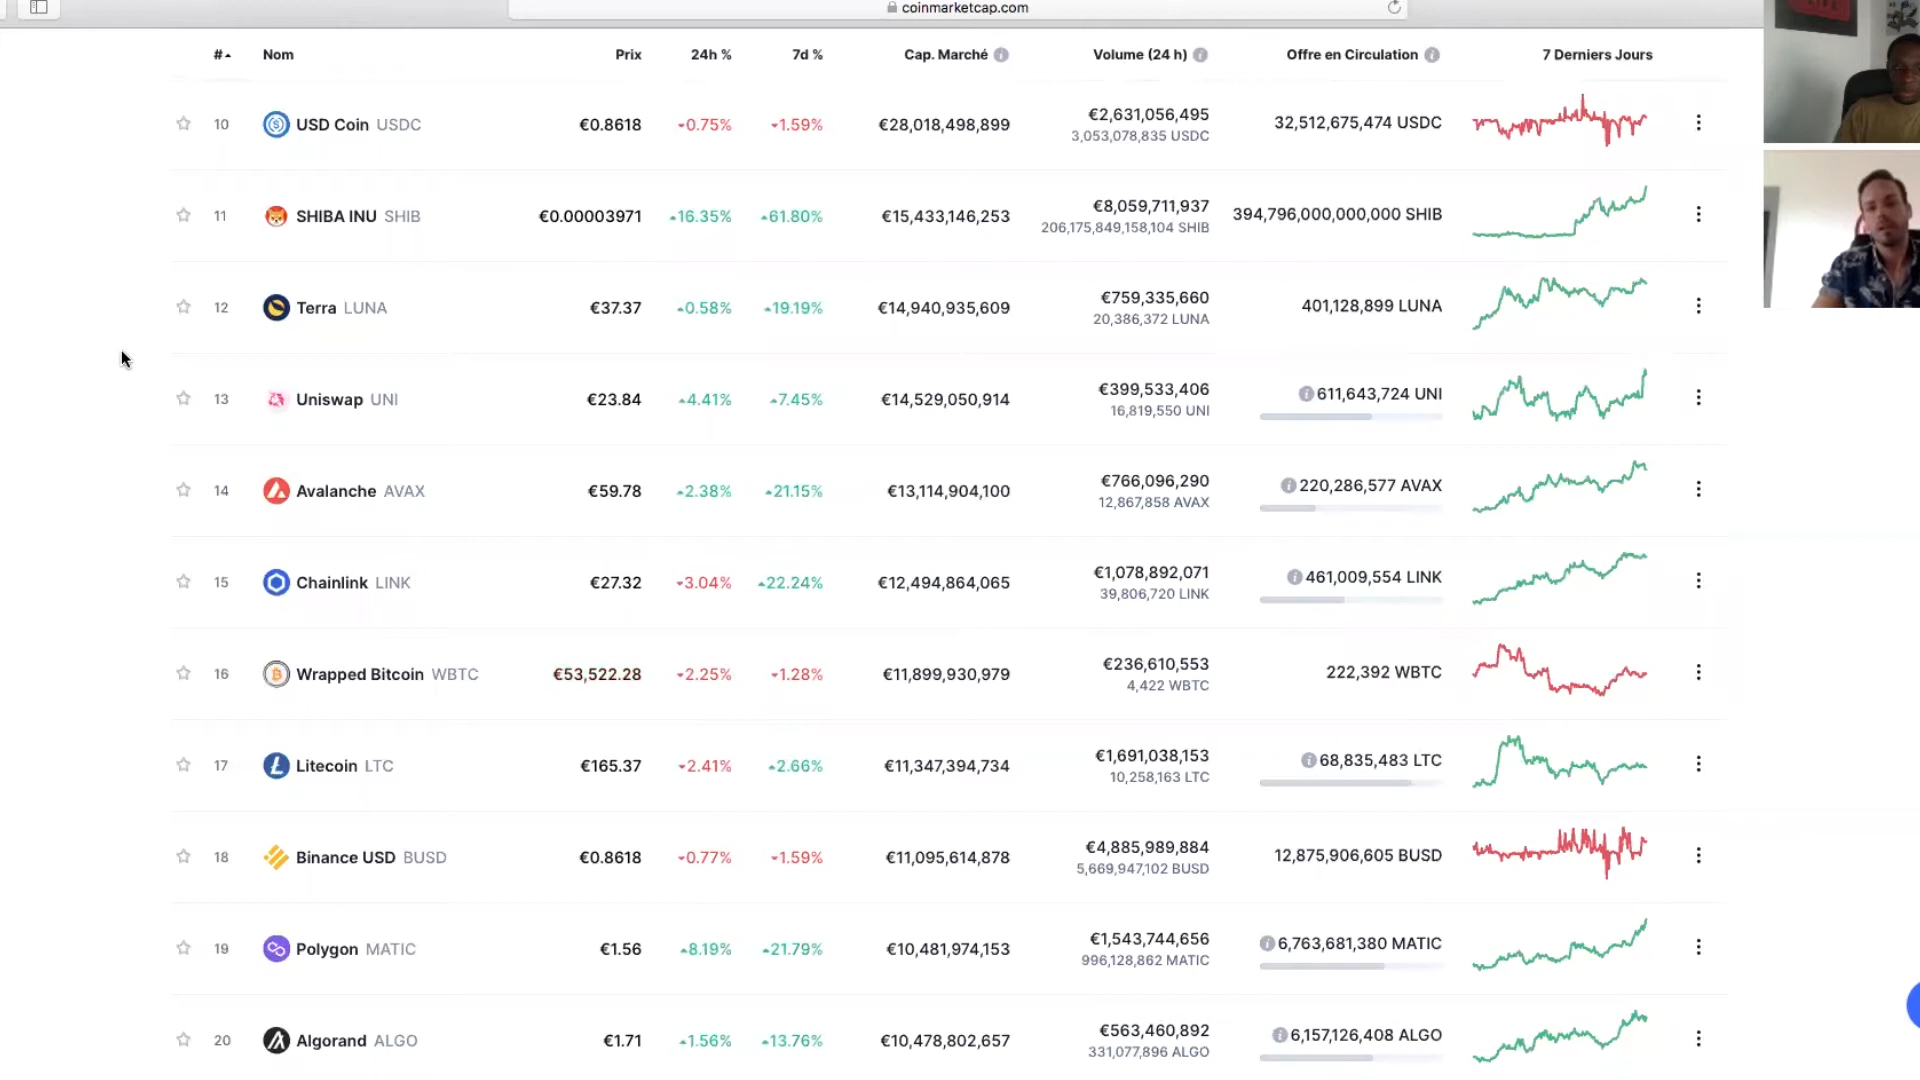 coinmarketcap.com
# Nom Prix 24h % 7d % Cap. Marché Volume (24 h) Offre en Circulation 7 Derniers Jours
10 USD Coin USDC €0.8618 0.75% 1.59% €28,018,498,899 €2,631,056,495 32,512,675,474 USDC
3,053,078,835 USDC
11 SHIBA INU SHIB €0.00003971 16.35% 61.80% €15,433,146,253 €8,059,711,937 394,796,000,000,000 SHIB
206,175,849,158,104 SHIB
12 Terra LUNA €37.37 0.58% 19.19% €14,940,935,609 €759,335,660 401,128,899 LUNA
20,386,372 LUNA
13 Uniswap UNI €23.84 4.41% 7.45% €14,529,050,914 €399,533,406 611,643,724 UNI
16,819,550 UNI
14 Avalanche AVAX €59.78 2.38% 21.15% €13,114,904,100 €766,096,290 220,286,577 AVAX
12,867,858 AVAX
15 Chainlink LINK €27.32 3.04% 22.24% €12,494,864,065 €1,078,892,071 461,009,554 LINK
39,806,720 LINK
16 Wrapped Bitcoin WBTC €53,522.28 2.25% 1.28% €11,899,930,979 €236,610,553 222,392 WBTC
4,422 WBTC
17 Litecoin LTC €165.37 2.41% 2.66% €11,347,394,734 €1,691,038,153 68,835,483 LTC
10,258,163 LTC
18 Binance USD BUSD €0.8618 0.77% 1.59% €11,095,614,878 €4,885,989,884 12,875,906,605 BUSD
5,669,947,102 BUSD
19 Polygon MATIC €1.56 8.19% 21.79% €10,481,974,153 €1,543,744,656 6,763,681,380 MATIC
996,128,862 MATIC
20 Algorand ALGO €1.71 1.56% 13.76% €10,478,802,657 €563,460,892 6,157,126,408 ALGO
331,077,896 ALGO